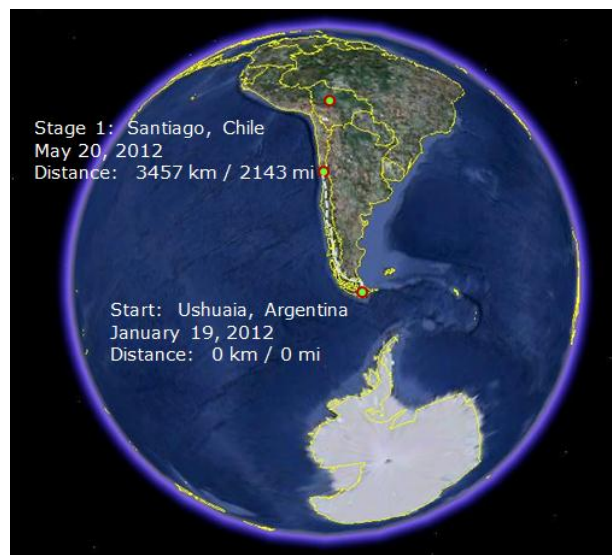 Stage 1: Santiago, Chile
May 20, 2012
Distance: 3457 km / 2143 mi
Start: Ushuaia, Argentina
January 19, 2012
Distance: 0 km / 0 mi